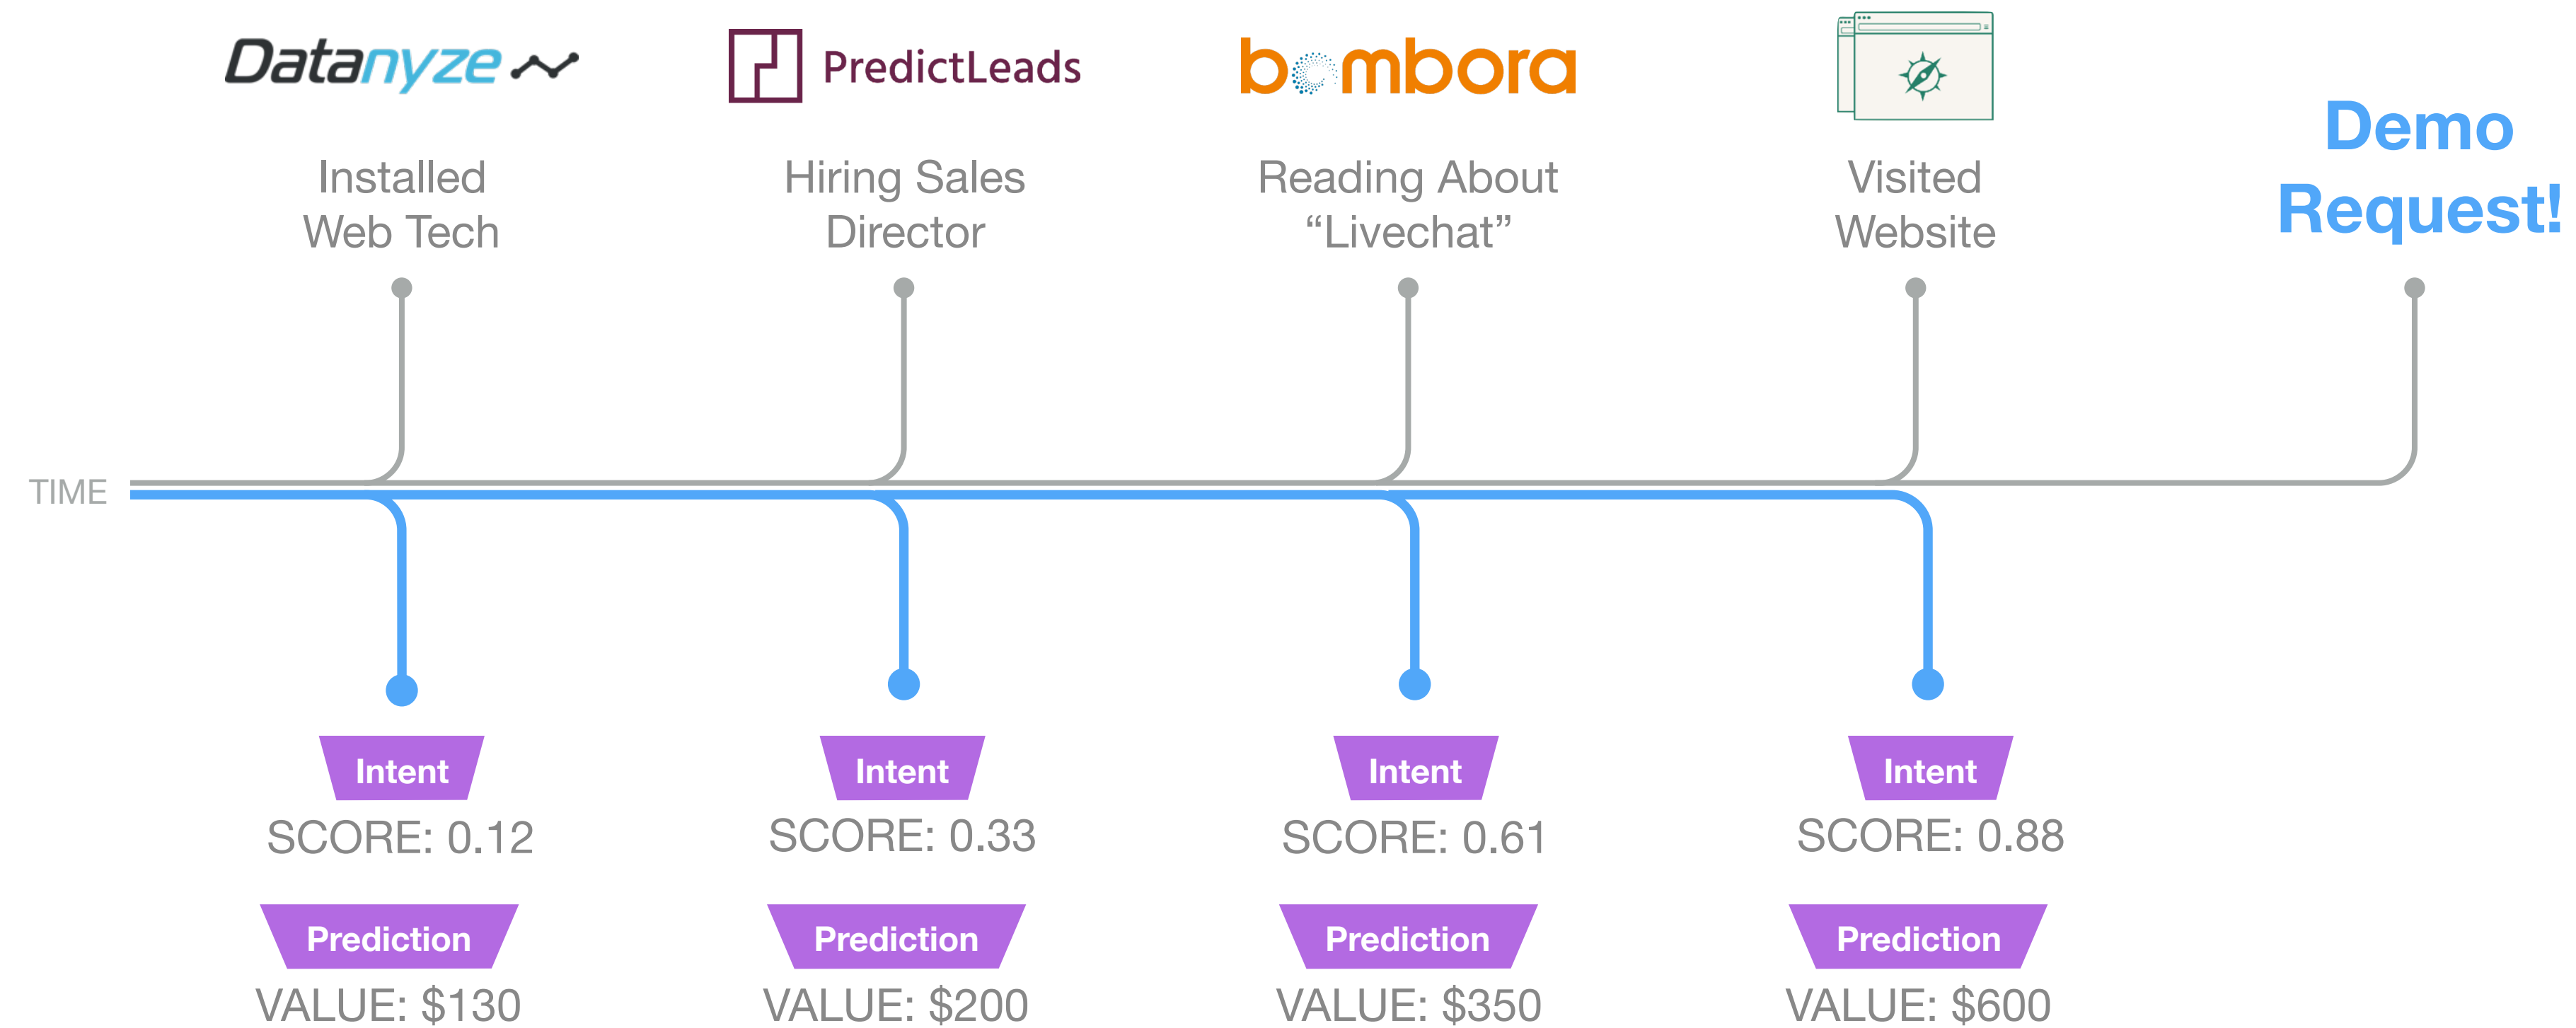 Datanyze
PredictLeads
bombora
Installed
Web Tech
Hiring Sales
Director
Reading About
“Livechat”
Visited
Website
Demo
Request!
TIME
Intent
SCORE: 0.12
Prediction
VALUE: $130
Intent
SCORE: 0.33
Prediction
VALUE: $200
Intent
SCORE: 0.61
Prediction
VALUE: $350
Intent
SCORE: 0.88
Prediction
VALUE: $600